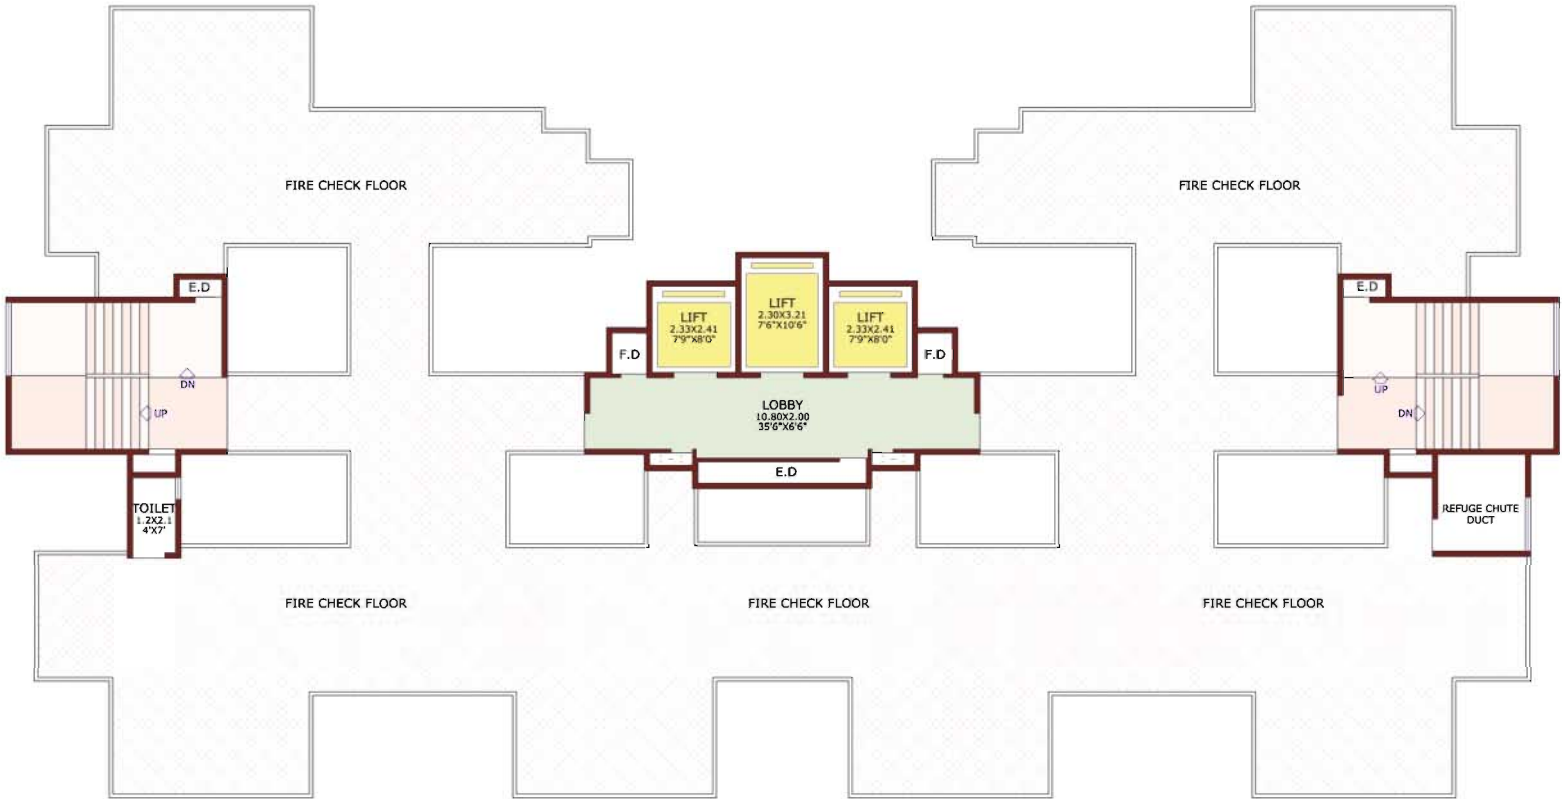 FIRE CHECK FLOOR
FIRE CHECK FLOOR
E.D
E.D
LIFT
2.33X2.41
7'9"X8'0"
LIFT
2.30X3.21
7'6"X10'6"
LIFT
2.33X2.41
7'9"X8'0"
F.D
F.D
DN
UP
UP
DN
LOBBY
10.80X2.00
35'6"X6'6"
E.D
TOILET
1.2X2.1
4'X7'
REFUGE CHUTE
DUCT
FIRE CHECK FLOOR
FIRE CHECK FLOOR
FIRE CHECK FLOOR